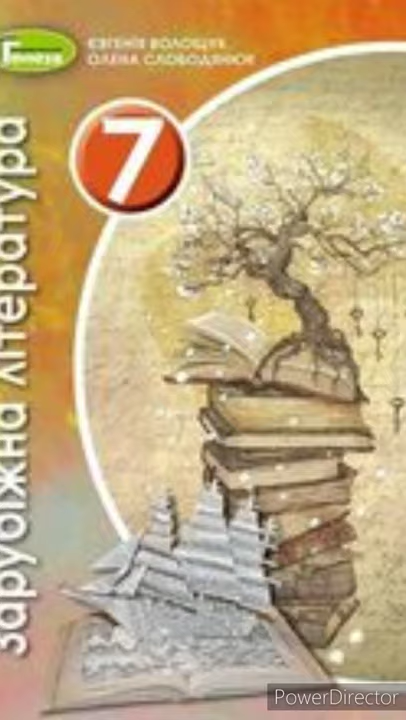 Генеза
ЄВГЕНІЯ ВОЛОЩУК
ОЛЕНА СЛОБОДЯНЮК
7
зарубіжна література
PowerDirector